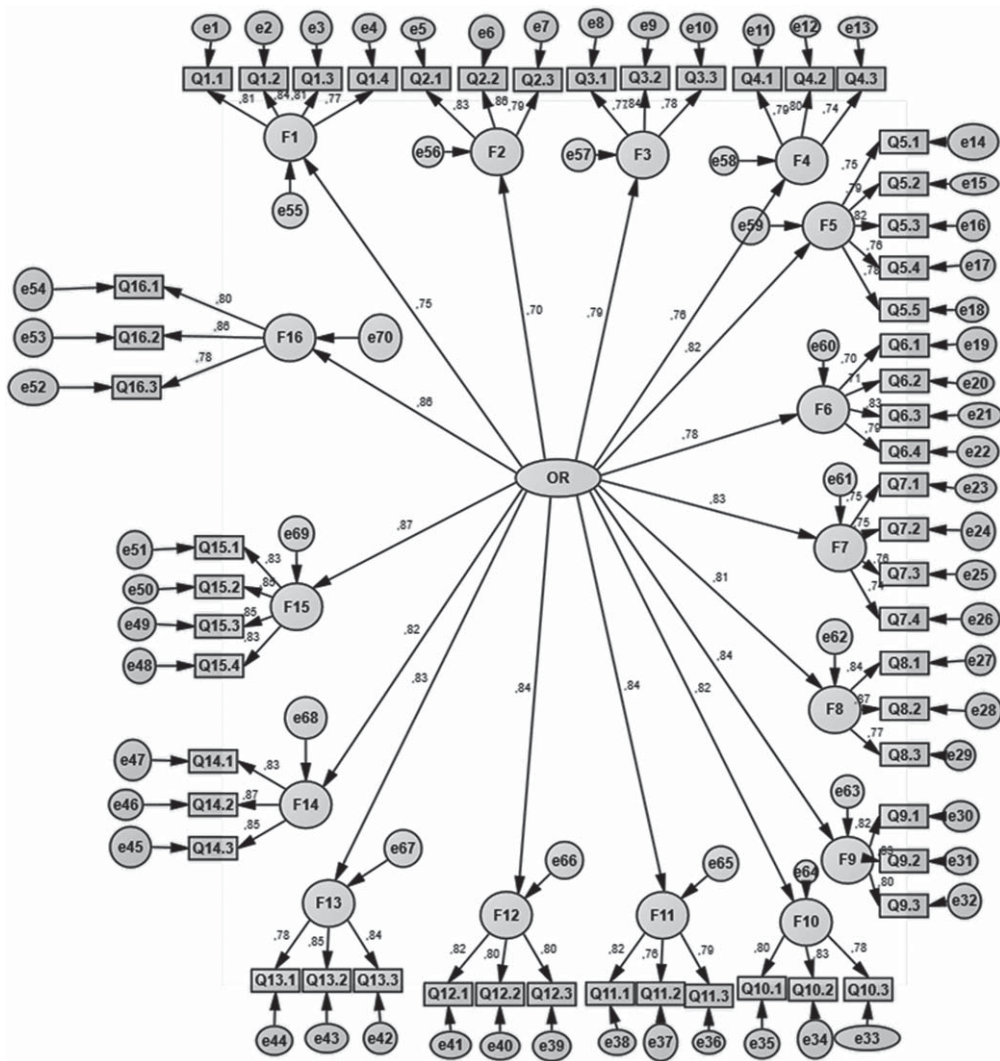 e1 e2 e3 e4 e5 e6 e7 e8 e9 e10 e11 e12 e13
Q1.1 Q1.2 Q1.3 Q1.4 Q2.1 Q2.2 Q2.3 Q3.1 Q3.2 Q3.3 Q4.1 Q4.2 Q4.3
,81 ,84 ,81 ,77 ,83 ,86 ,79 ,77 ,84 ,78 ,79 ,80 ,74
F1 e56 F2 e57 F3 e58 F4
e55
,75 Q5.1 e14
,79 Q5.2 e15
e59 F5 ,82 Q5.3 e16
,76 Q5.4 e17
,78 Q5.5 e18
e54 Q16.1 ,80
e53 Q16.2 ,86 F16 e70
e52 Q16.3 ,78
,75 ,70 ,79 ,76 ,82
,86
e60 ,70 Q6.1 e19
,71 Q6.2 e20
F6 ,83 Q6.3 e21
,79 Q6.4 e22
,78
OR
e61 ,75 Q7.1 e23
,75 Q7.2 e24
F7 ,76 Q7.3 e25
,74 Q7.4 e26
,83
,87
e51 Q15.1 ,83 e69
e50 Q15.2 ,85 F15
e49 Q15.3 ,85
e48 Q15.4 ,83
,81
,82 ,83 ,84 ,84 ,82 ,84
e62 ,84 Q8.1 e27
F8 ,87 Q8.2 e28
,77 Q8.3 e29
e68
e47 Q14.1 ,83
e46 Q14.2 ,87 F14
e45 Q14.3 ,85
e63 ,82 Q9.1 e30
F9 Q9.2 e31
,80 Q9.3 e32
e67 e66 e65 e64
F13 F12 F11 F10
,78 ,85 ,84 ,82 ,80 ,80 ,82 ,76 ,79 ,80 ,83 ,78
Q13.1 Q13.2 Q13.3 Q12.1 Q12.2 Q12.3 Q11.1 Q11.2 Q11.3 Q10.1 Q10.2 Q10.3
e44 e43 e42 e41 e40 e39 e38 e37 e36 e35 e34 e33